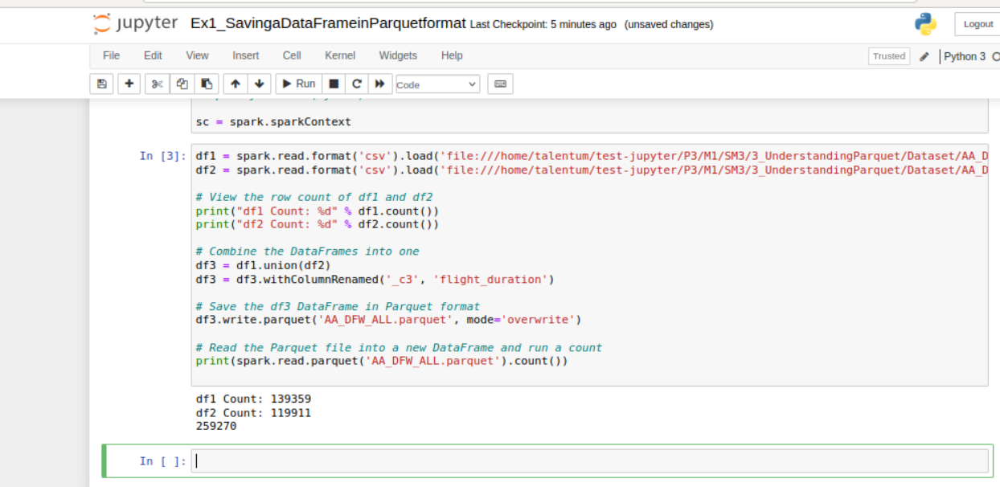 jupyter Ex1_SavingaDataFrameinParquetformat Last Checkpoint: 5 minutes ago (unsaved changes) Logout
File Edit View Insert Cell Kernel Widgets Help Trusted Python 3
Run Code
sc = spark.sparkContext
In [3]: df1 = spark.read.format('csv').load('file:///home/talentum/test-jupyter/P3/M1/SM3/3_UnderstandingParquet/Dataset/AA_D
df2 = spark.read.format('csv').load('file:///home/talentum/test-jupyter/P3/M1/SM3/3_UnderstandingParquet/Dataset/AA_D
# View the row count of df1 and df2
print("df1 Count: %d" % df1.count())
print("df2 Count: %d" % df2.count())
# Combine the DataFrames into one
df3 = df1.union(df2)
df3 = df3.withColumnRenamed('_c3', 'flight_duration')
# Save the df3 DataFrame in Parquet format
df3.write.parquet('AA_DFW_ALL.parquet', mode='overwrite')
# Read the Parquet file into a new DataFrame and run a count
print(spark.read.parquet('AA_DFW_ALL.parquet').count())
df1 Count: 139359
df2 Count: 119911
259270
In [ ]: